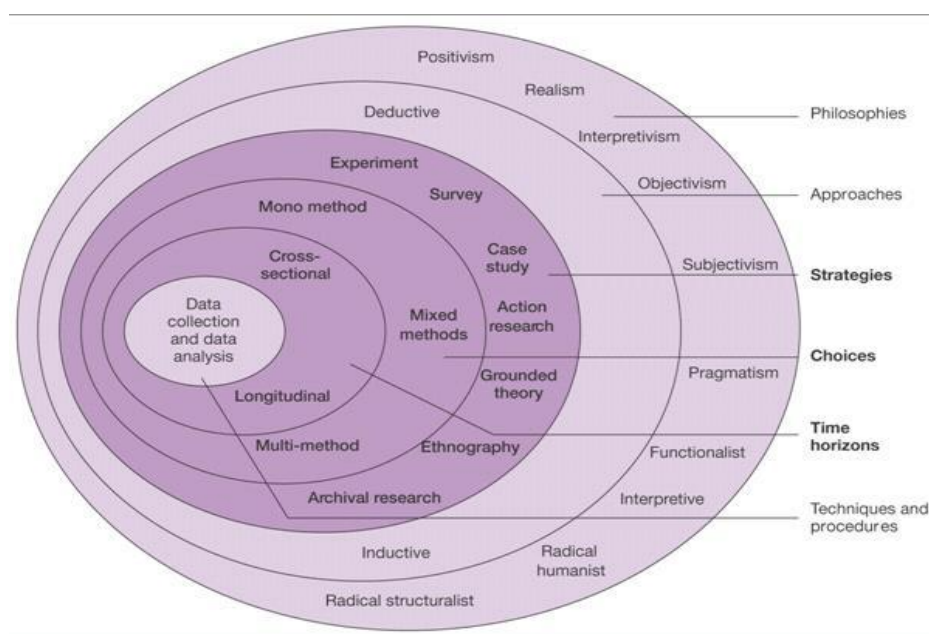 Positivism
Realism
Philosophies
Deductive
Interpretivism
Experiment
Objectivism
Approaches
Survey
Mono method
Cross-
sectional
Case
study
Subjectivism
Strategies
Data
collection
and data
analysis
Mixed
methods
Action
research
Choices
Grounded
theory
Pragmatism
Longitudinal
Time
horizons
Multi-method
Ethnography
Functionalist
Archival research
Interpretive
Techniques and
procedures
Inductive
Radical
humanist
Radical structuralist